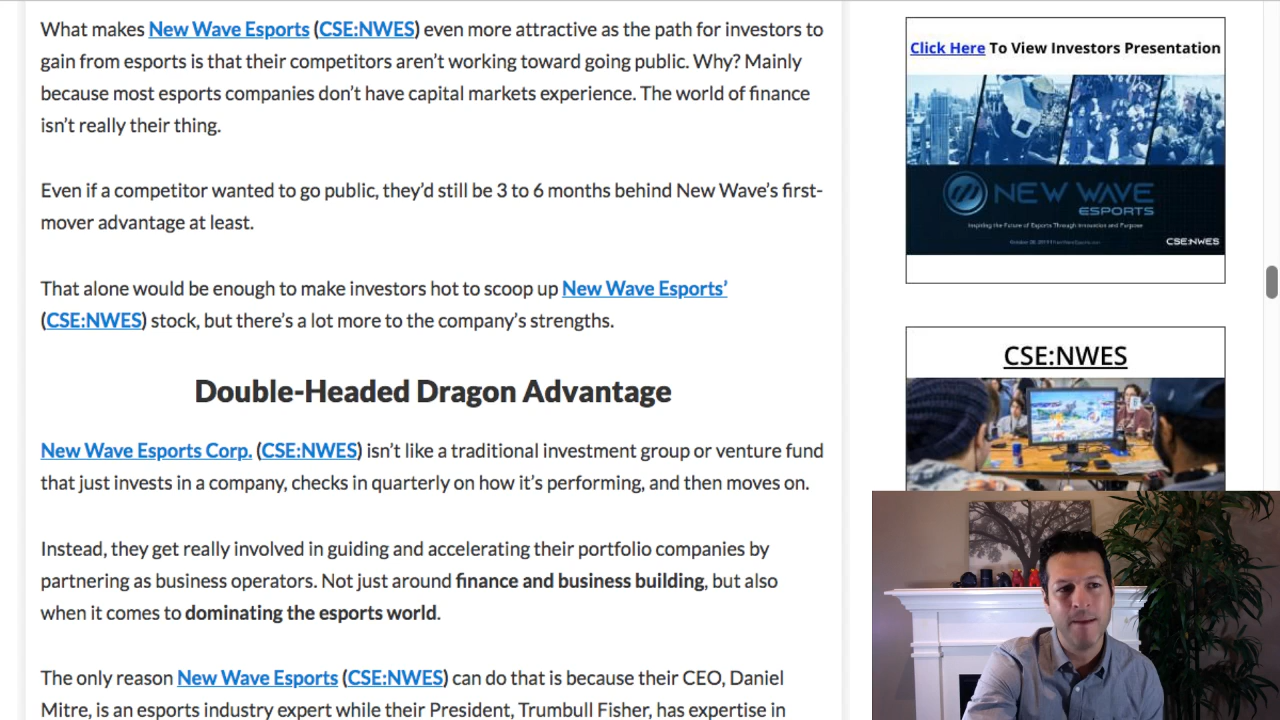 What makes New Wave Esports (CSE:NWES) even more attractive as the path for investors to
gain from esports is that their competitors aren’t working toward going public. Why? Mainly
because most esports companies don’t have capital markets experience. The world of finance
isn’t really their thing.
Even if a competitor wanted to go public, they’d still be 3 to 6 months behind New Wave’s first-
mover advantage at least.
That alone would be enough to make investors hot to scoop up New Wave Esports’
(CSE:NWES) stock, but there’s a lot more to the company’s strengths.
Double-Headed Dragon Advantage
New Wave Esports Corp. (CSE:NWES) isn’t like a traditional investment group or venture fund
that just invests in a company, checks in quarterly on how it’s performing, and then moves on.
Instead, they get really involved in guiding and accelerating their portfolio companies by
partnering as business operators. Not just around finance and business building, but also
when it comes to dominating the esports world.
The only reason New Wave Esports (CSE:NWES) can do that is because their CEO, Daniel
Mitre, is an esports industry expert while their President, Trumbull Fisher, has expertise in
Click Here To View Investors Presentation
NEW WAVE
ESPORTS
Inspiring the Future of Esports Through Innovation and Purpose
CSE:NWES
CSE:NWES